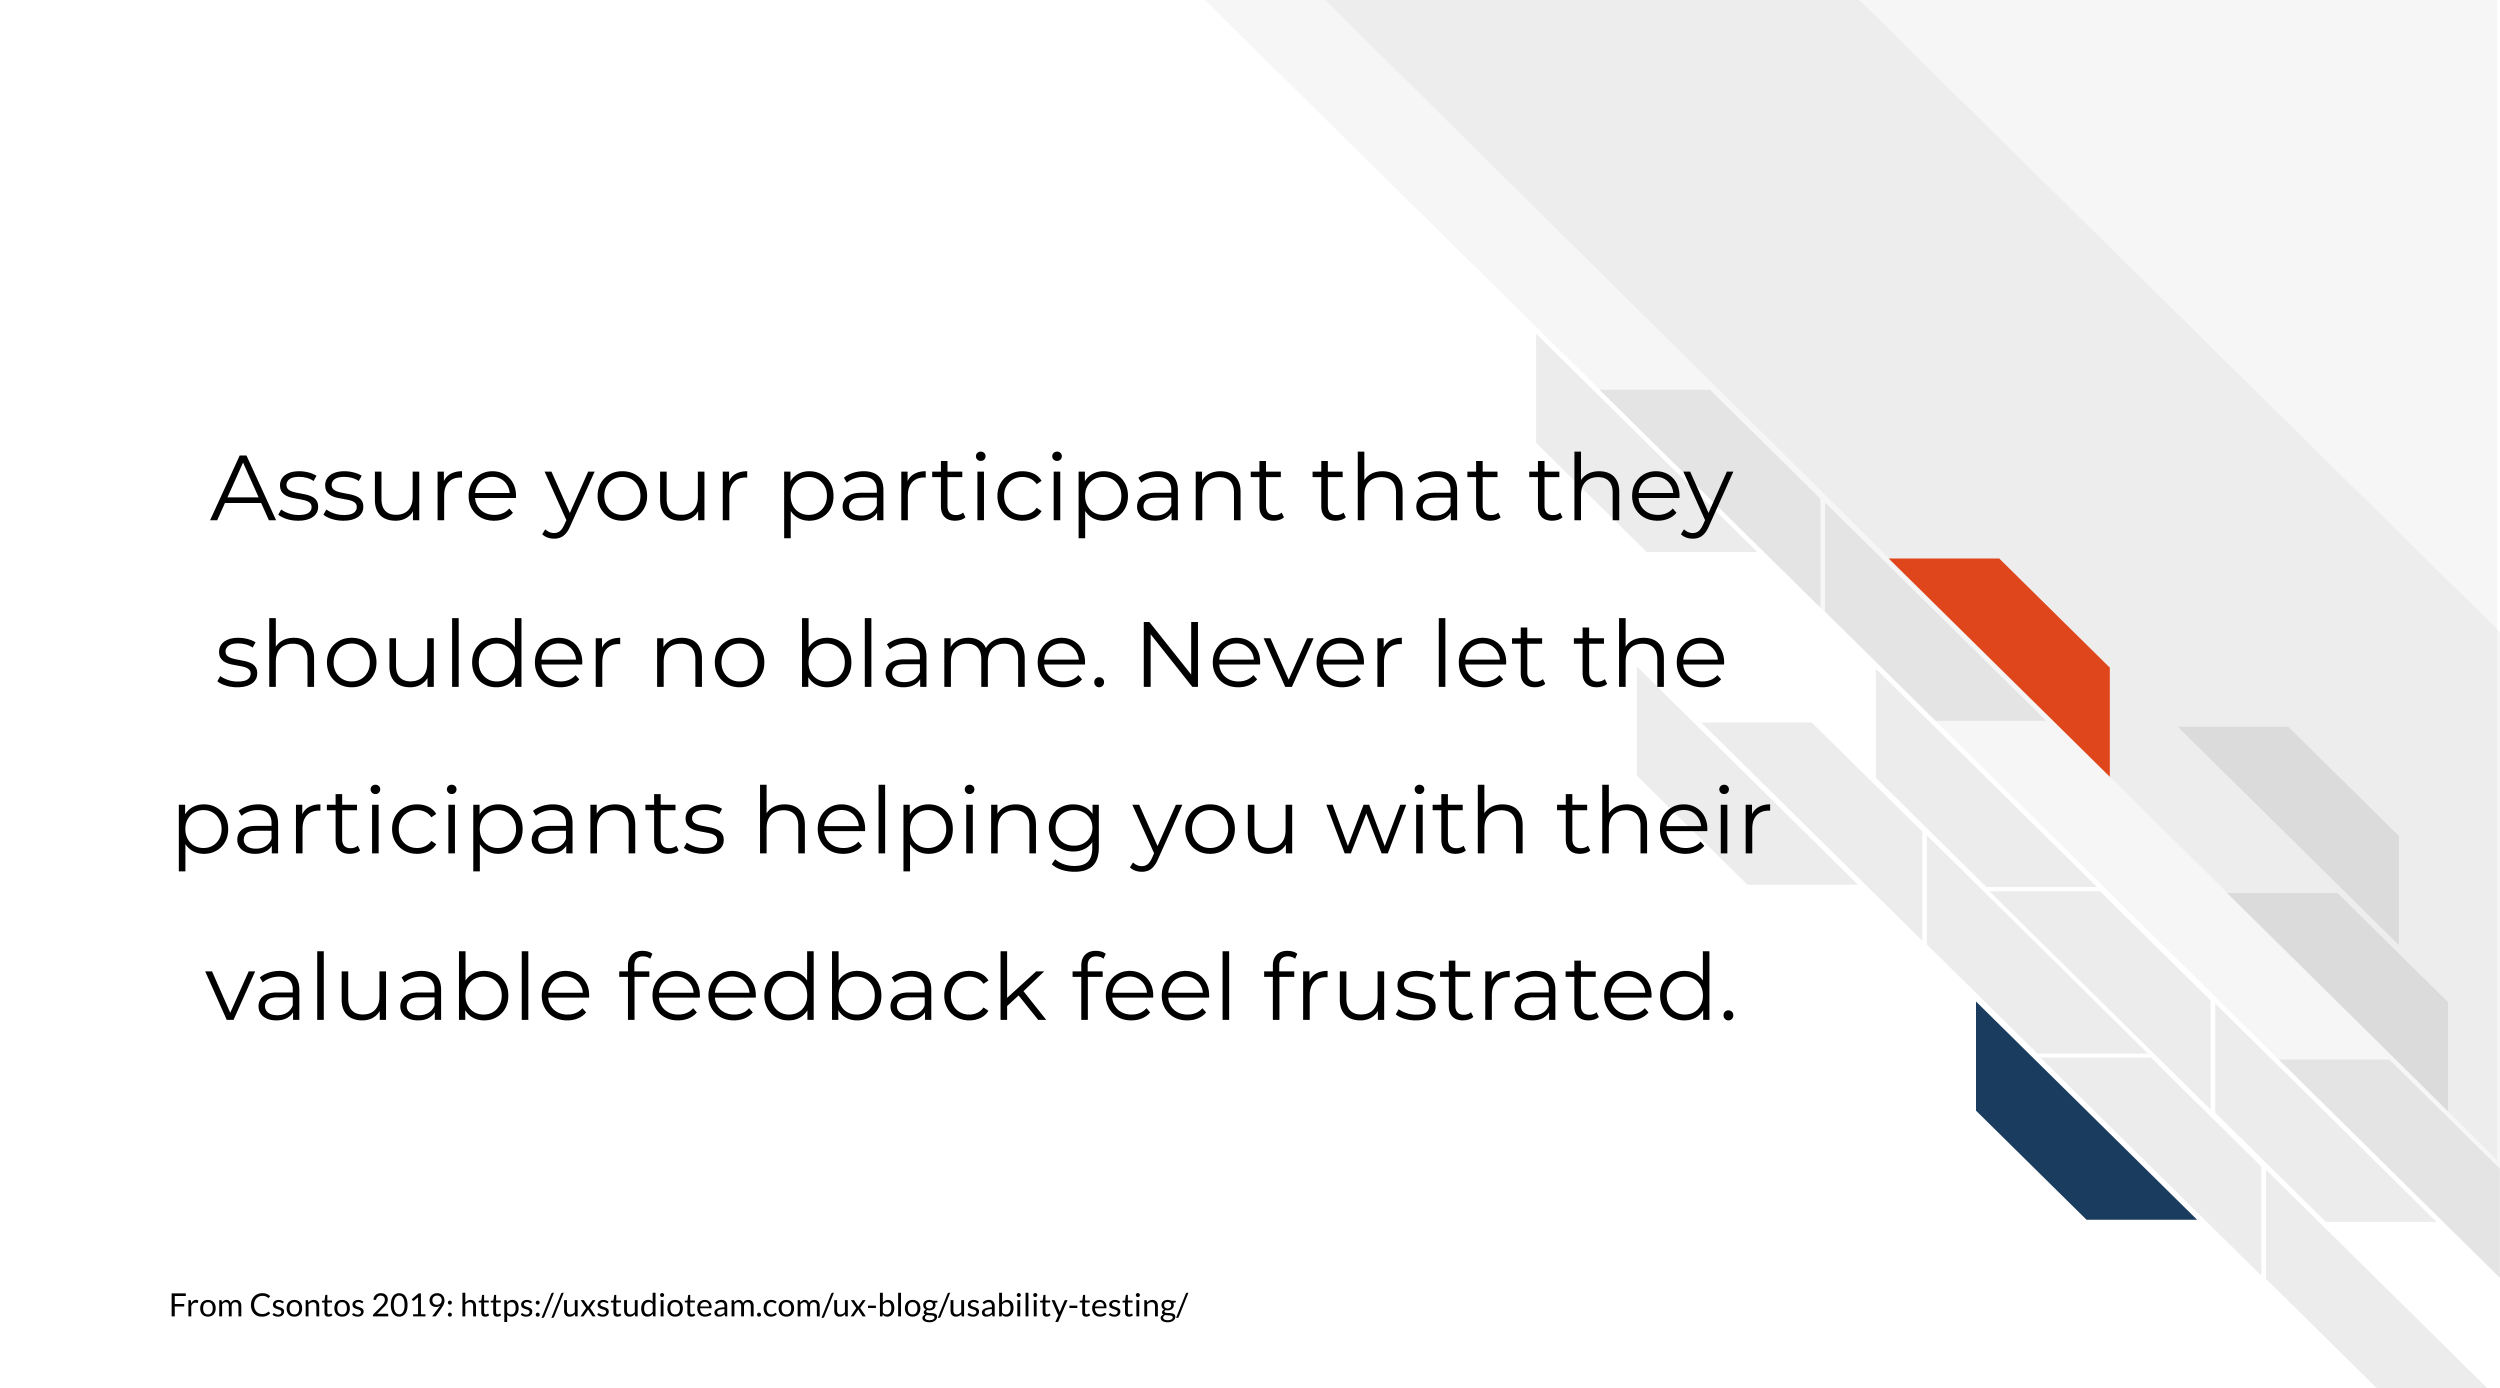 Assure your participant that they
shoulder no blame. Never let the
participants helping you with their
valuable feedback feel frustrated.
From Csontos 2019: https://uxstudioteam.com/ux-blog/usability-testing/